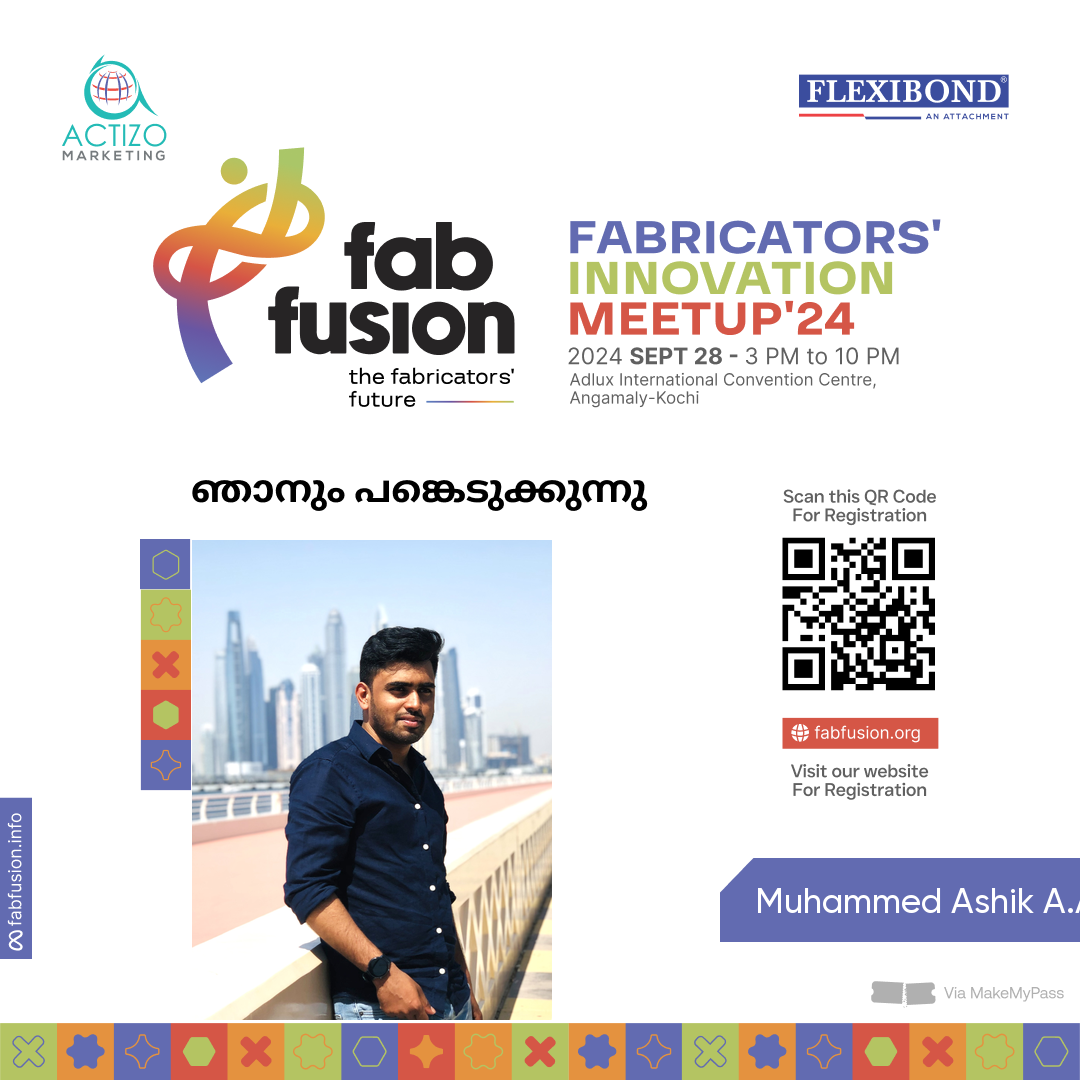 ACTIZO
MARKETING
FLEXIBOND®
AN ATTACHMENT
fab
fusion
the fabricators'
future
FABRICATORS'
INNOVATION
MEETUP'24
2024 SEPT 28 - 3 PM to 10 PM
Adlux International Convention Centre,
Angamaly-Kochi
ഞാനും പങ്കെടുക്കുന്നു
Scan this QR Code
For Registration
fabfusion.org
Visit our website
For Registration
fabfusion.info
Muhammed Ashik A.A
Via MakeMyPass